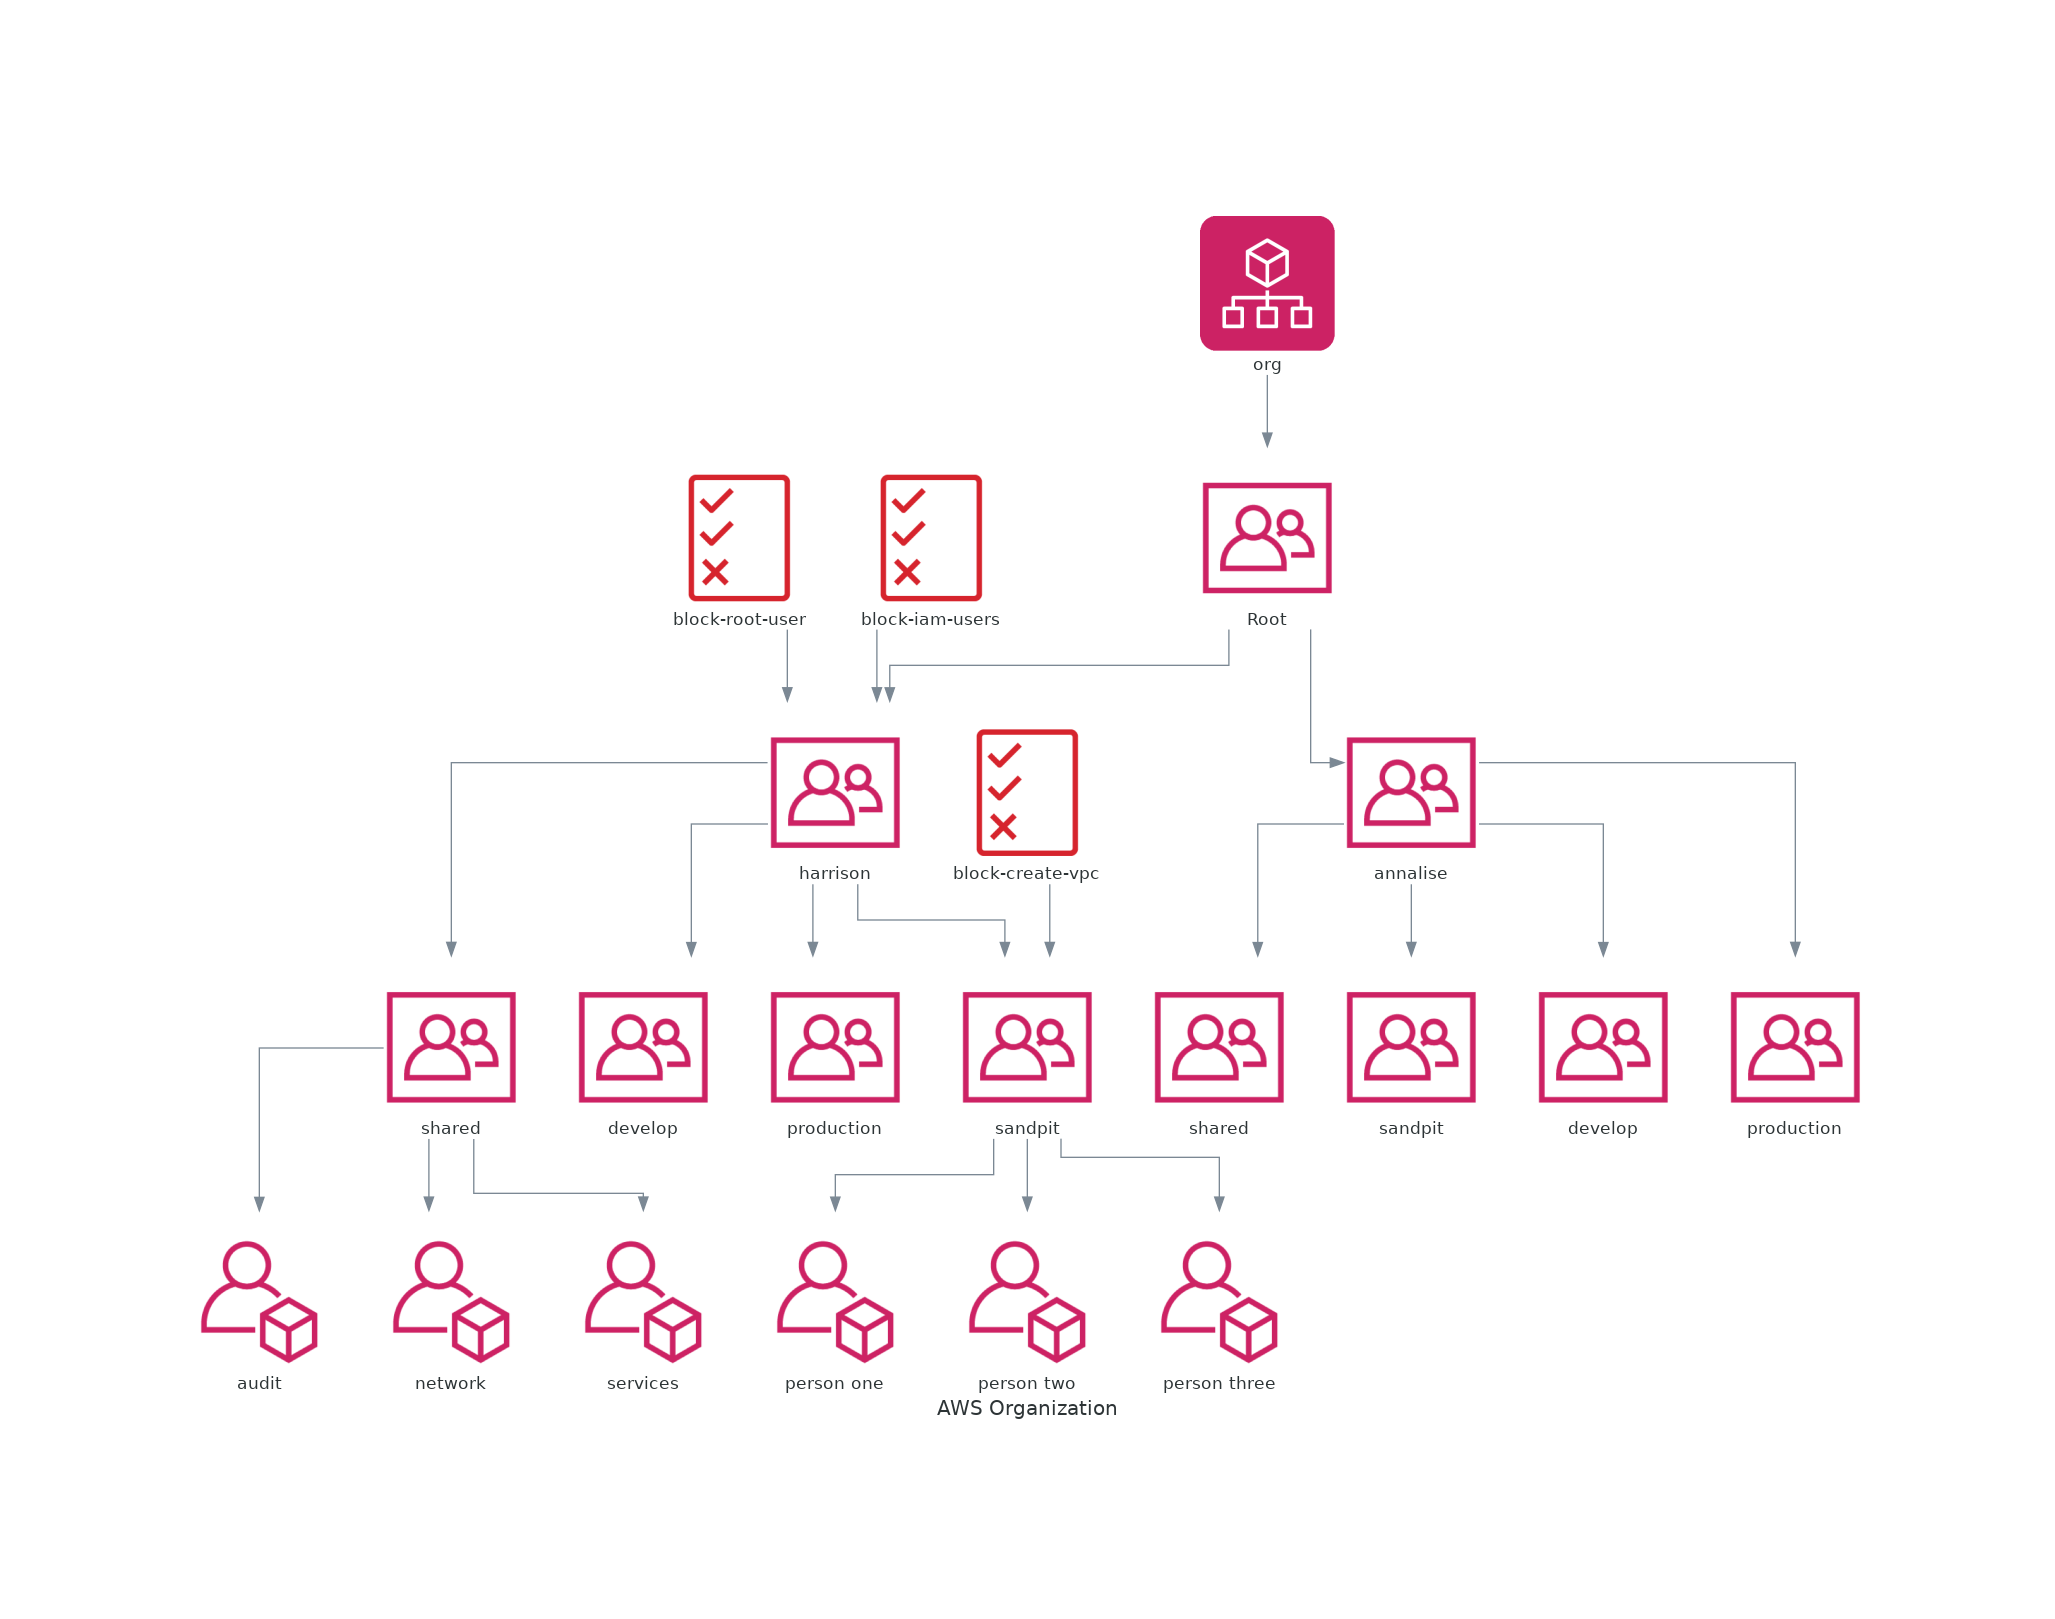 org
block-root-user
block-iam-users
Root
harrison
block-create-vpc
annalise
shared
develop
production
sandpit
shared
sandpit
develop
production
audit
network
services
person one
person two
person three
AWS Organization